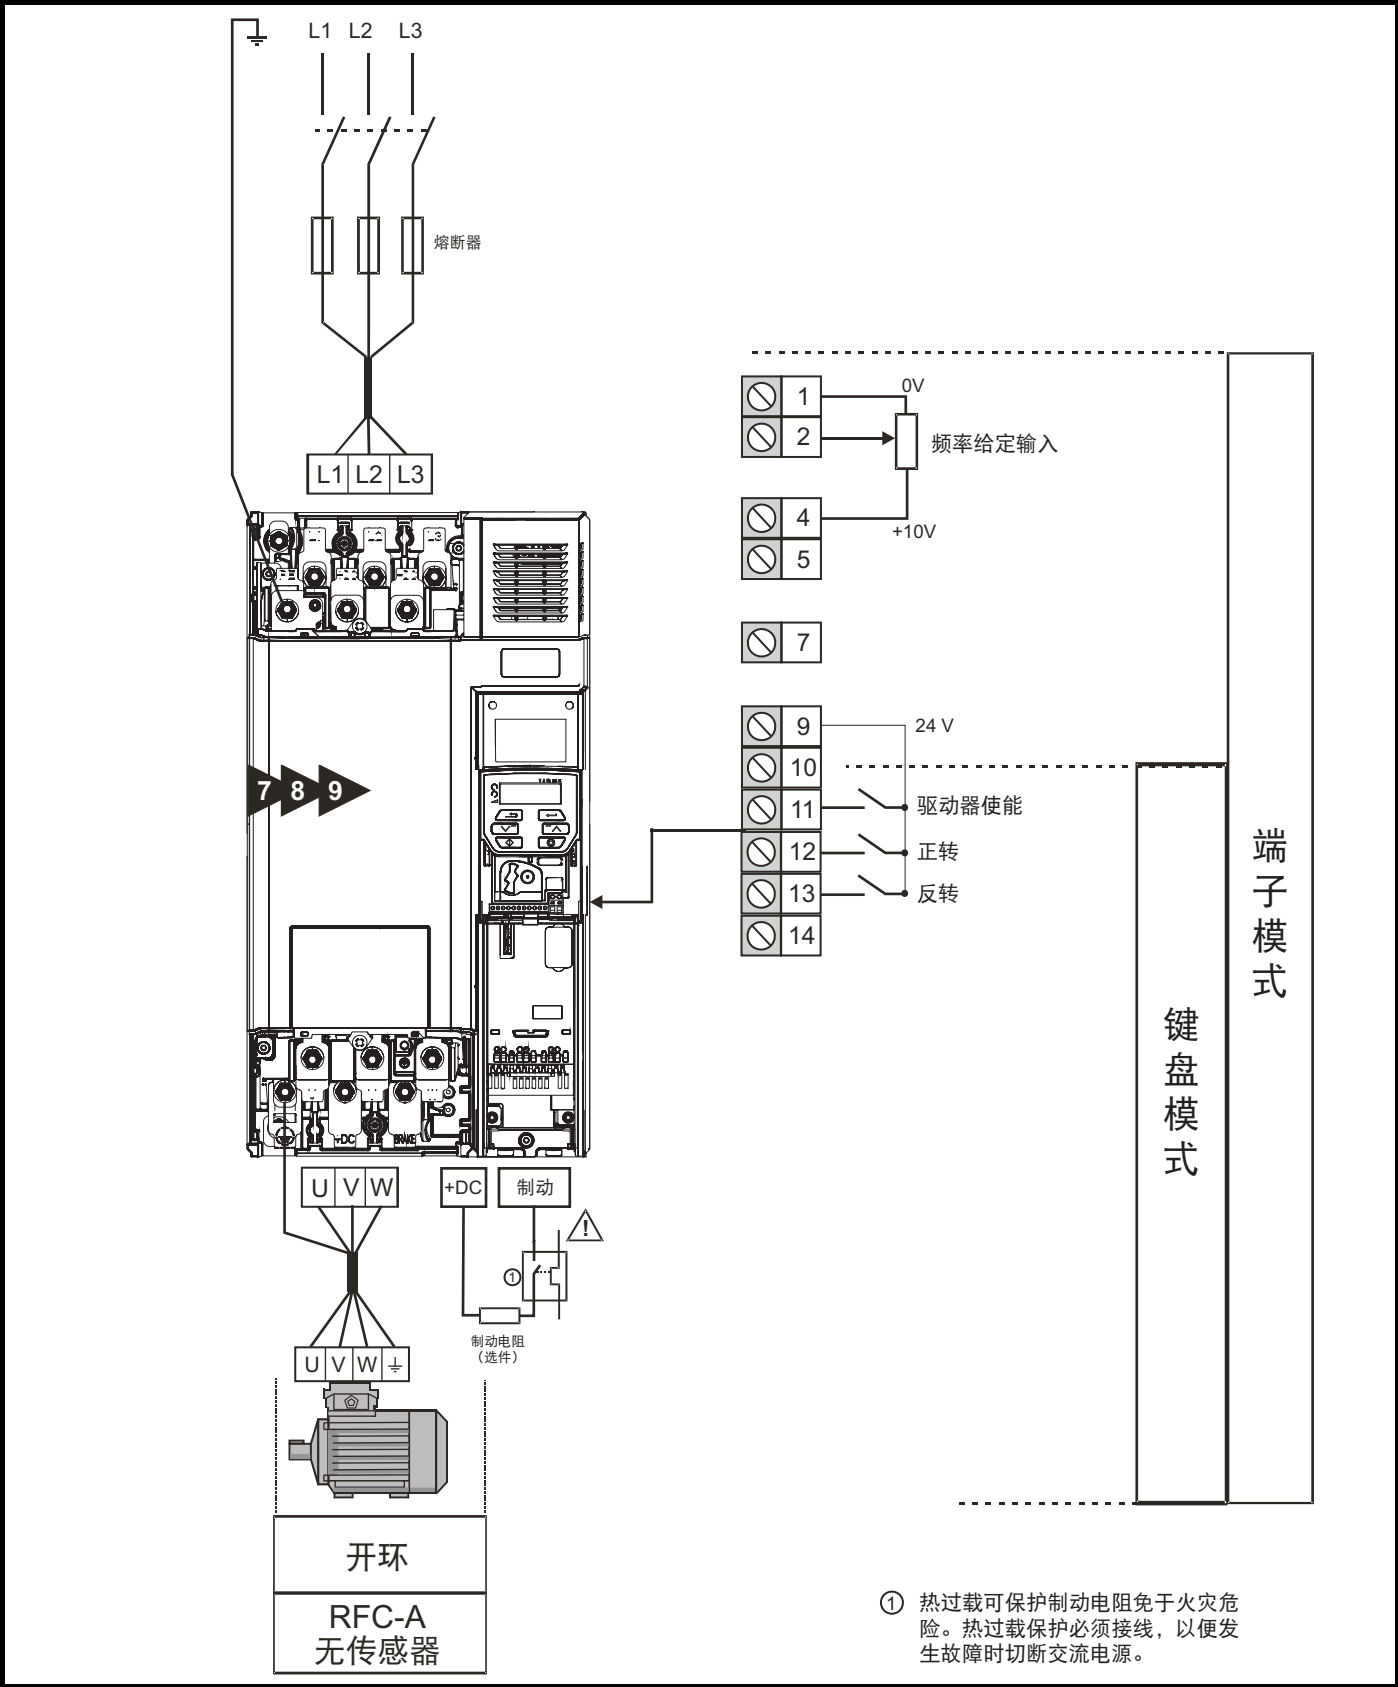 L1 L2 L3
熔断器
L1 L2 L3
1
0V
2
频率给定输入
4
+10V
5
7
9
24 V
10
11
驱动器使能
12
正转
13
反转
14
7 8 9
端子模式
键盘模式
+DC
BRAKE
U V W
+DC
制动
!
1
制动电阻
（选件）
U V W
开环
RFC-A
无传感器
① 热过载可保护制动电阻免于火灾危
险。热过载保护必须接线，以便发
生故障时切断交流电源。